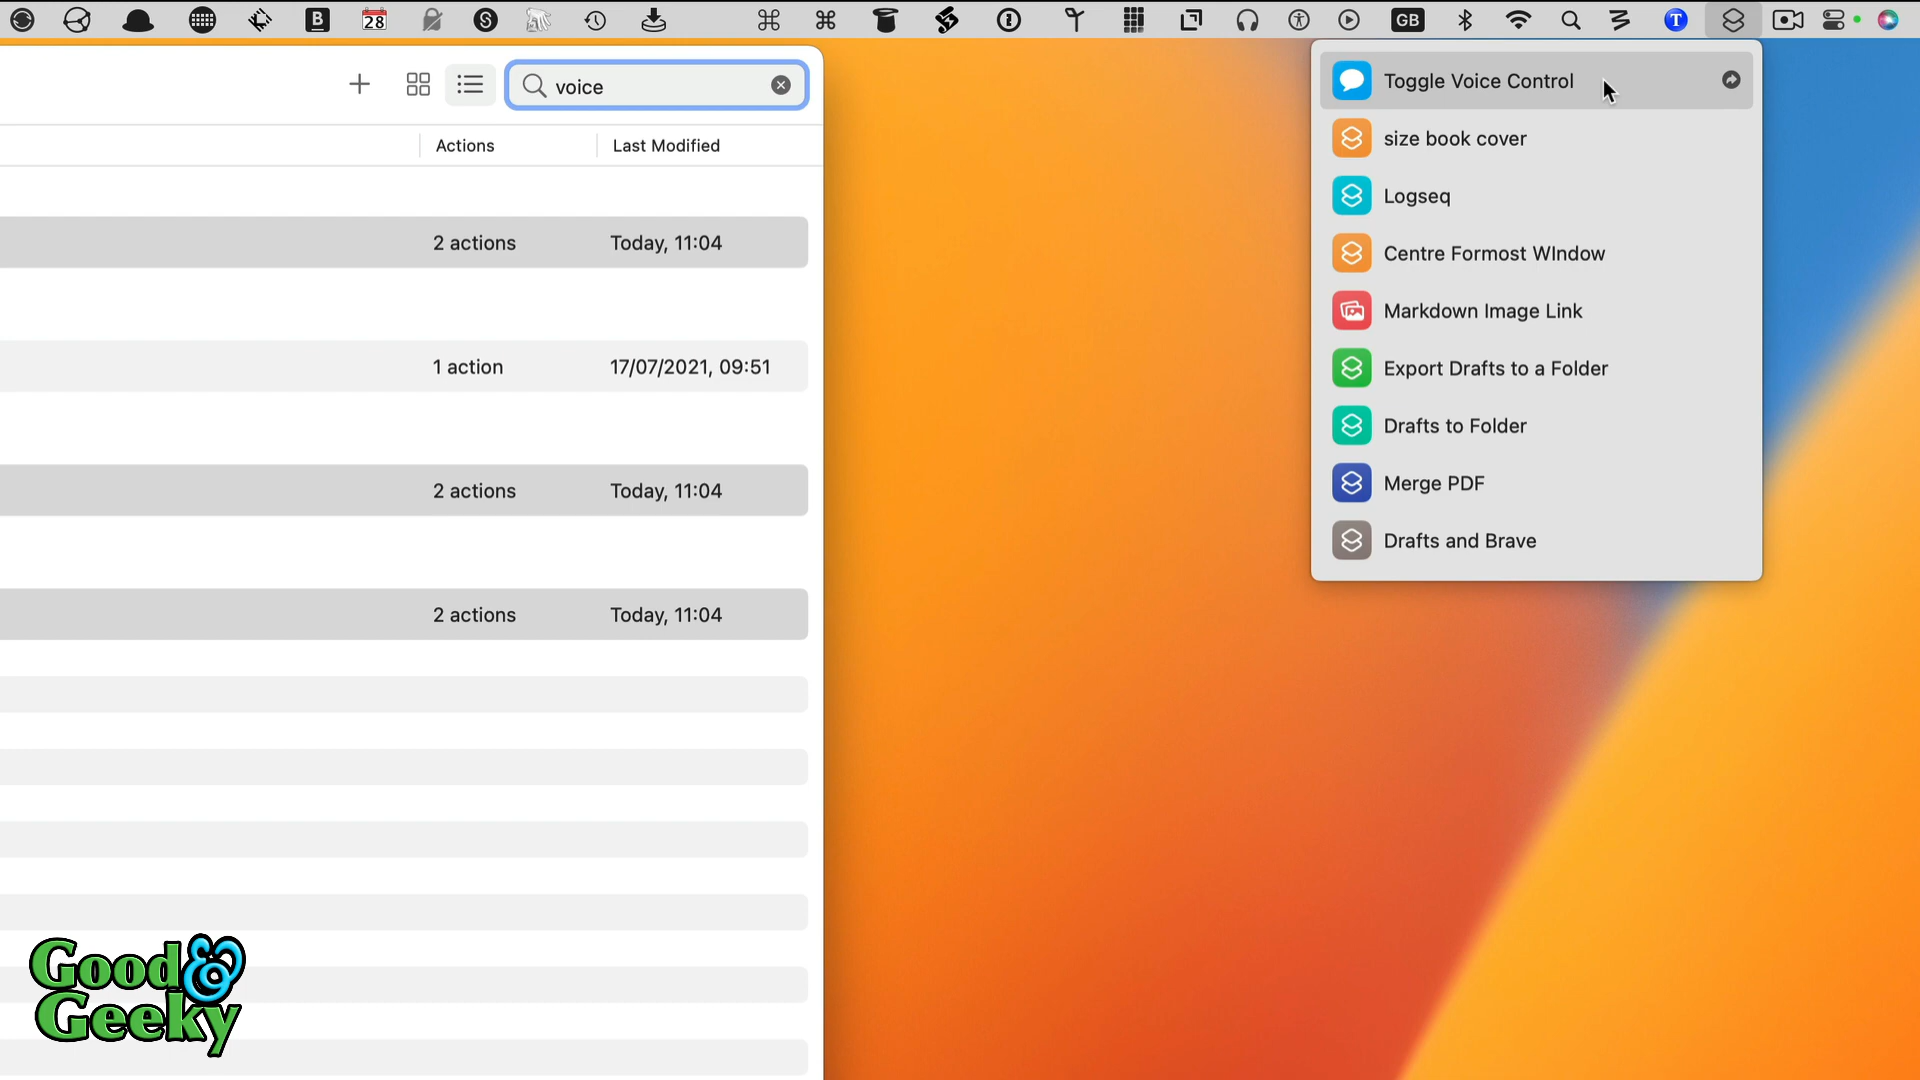 B
28
S
GB
T
voice
Actions
Last Modified
2 actions
Today, 11:04
1 action
17/07/2021, 09:51
2 actions
Today, 11:04
2 actions
Today, 11:04
Toggle Voice Control
size book cover
Logseq
Centre Formost WIndow
Markdown Image Link
Export Drafts to a Folder
Drafts to Folder
Merge PDF
Drafts and Brave
Good &
Geeky